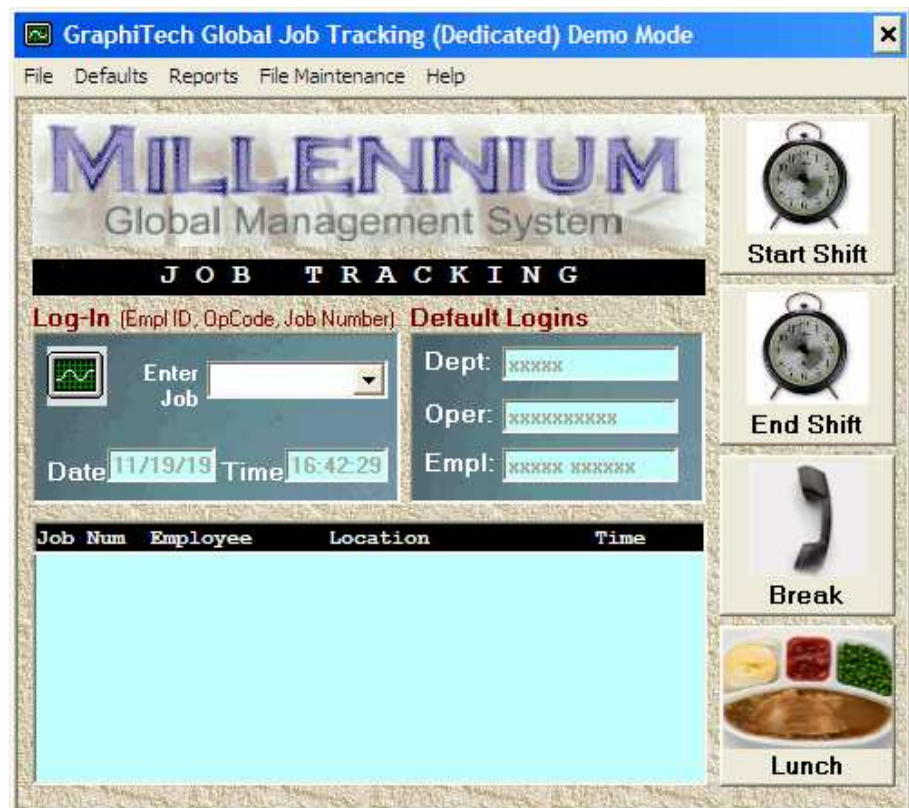 GraphiTech Global Job Tracking (Dedicated) Demo Mode
File Defaults Reports File Maintenance Help
MILLENNIUM
Global Management System
JOB TRACKING
Log-In (Empl ID, OpCode, Job Number)
Enter
Job
Date 11/19/19 Time 16:42:29
Default Logins
Dept: xxxxx
Oper: xxxxxxxxxx
Empl: xxxxx xxxxxx
Job Num Employee Location Time
Start Shift
End Shift
Break
Lunch